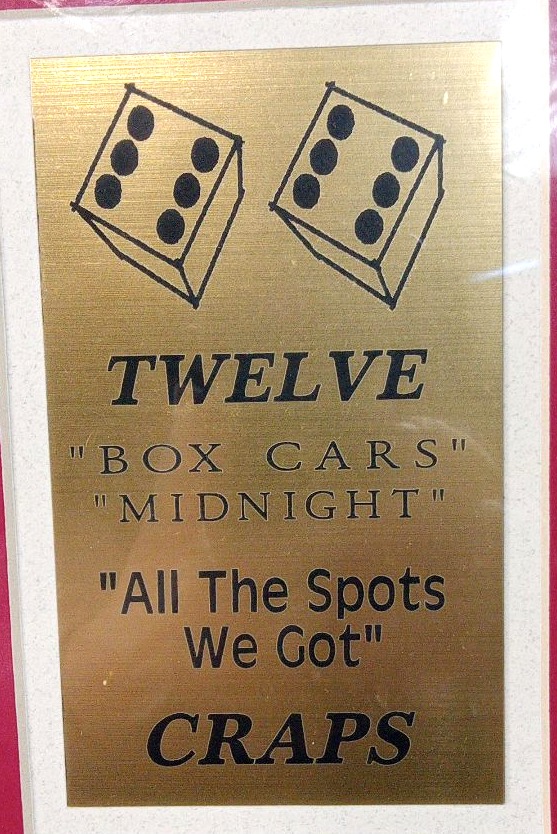 TWELVE
"BOX CARS"
"MIDNIGHT"
"All The Spots
We Got"
CRAPS